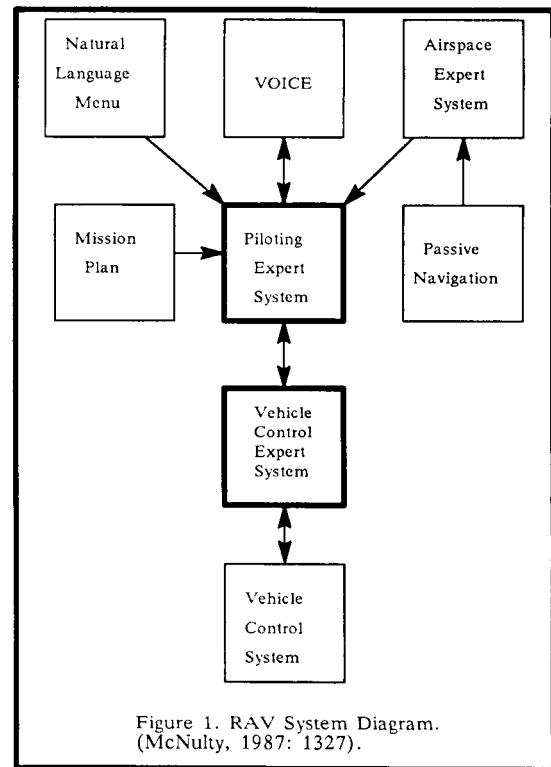 Natural
Language
Menu
VOICE
Airspace
Expert
System
Mission
Plan
Piloting
Expert
System
Passive
Navigation
Vehicle
Control
Expert
System
Vehicle
Control
System
Figure 1. RAV System Diagram.
(McNulty, 1987: 1327).